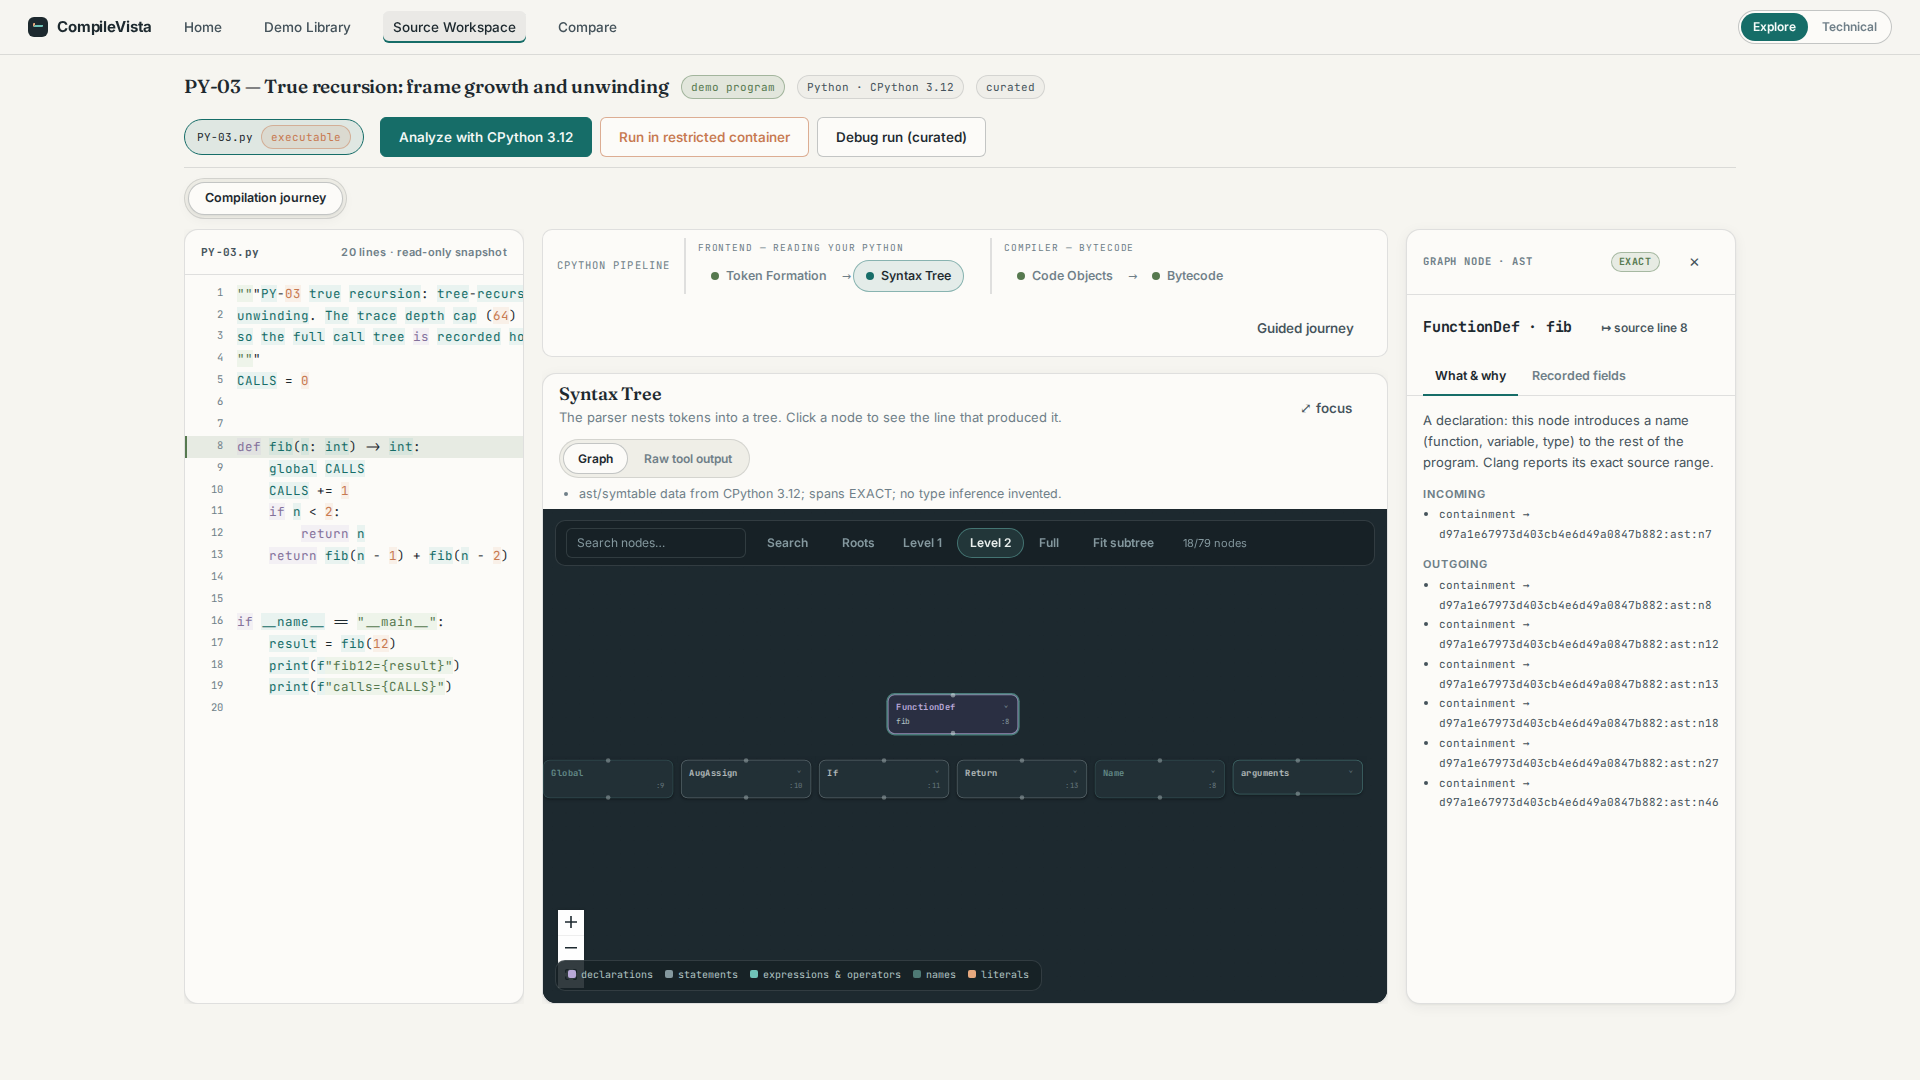 CompileVista
Home
Demo Library
Source Workspace
Compare
Explore
Technical
PY-03 — True recursion: frame growth and unwinding
demo program
Python · CPython 3.12
curated
PY-03.py
executable
Analyze with CPython 3.12
Run in restricted container
Debug run (curated)
Compilation journey
PY-03.py
20 lines · read-only snapshot
1 """PY-03 true recursion: tree-recurs
2 unwinding. The trace depth cap (64)
3 so the full call tree is recorded ho
4 """
5 CALLS = 0
6
7
8 def fib(n: int) -> int:
9 global CALLS
10 CALLS += 1
11 if n < 2:
12 return n
13 return fib(n - 1) + fib(n - 2)
14
15
16 if __name__ == "__main__":
17 result = fib(12)
18 print(f"fib12={result}")
19 print(f"calls={CALLS}")
20
CPYTHON PIPELINE
FRONTEND — READING YOUR PYTHON
Token Formation
→
Syntax Tree
COMPILER — BYTECODE
Code Objects
→
Bytecode
Guided journey
Syntax Tree
The parser nests tokens into a tree. Click a node to see the line that produced it.
⤢ focus
Graph
Raw tool output
• ast/symtable data from CPython 3.12; spans EXACT; no type inference invented.
Search nodes...
Search
Roots
Level 1
Level 2
Full
Fit subtree
18/79 nodes
FunctionDef
fib :8
Global
:9
AugAssign
:10
If
:11
Return
:13
Name
:8
arguments
+
−
declarations
statements
expressions & operators
names
literals
GRAPH NODE · AST
EXACT
×
FunctionDef · fib
↦ source line 8
What & why
Recorded fields
A declaration: this node introduces a name
(function, variable, type) to the rest of the
program. Clang reports its exact source range.
INCOMING
• containment →
d97a1e67973d403cb4e6d49a0847b882:ast:n7
OUTGOING
• containment →
d97a1e67973d403cb4e6d49a0847b882:ast:n8
• containment →
d97a1e67973d403cb4e6d49a0847b882:ast:n12
• containment →
d97a1e67973d403cb4e6d49a0847b882:ast:n13
• containment →
d97a1e67973d403cb4e6d49a0847b882:ast:n18
• containment →
d97a1e67973d403cb4e6d49a0847b882:ast:n27
• containment →
d97a1e67973d403cb4e6d49a0847b882:ast:n46